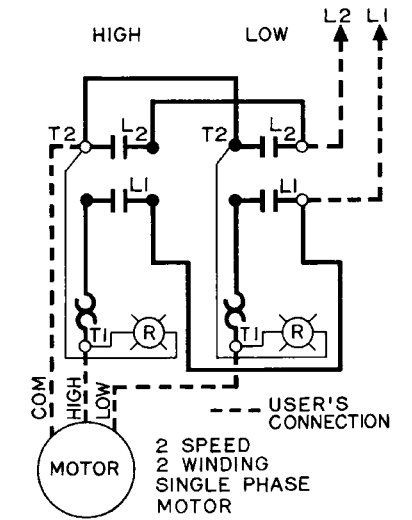 L2 L1
HIGH LOW
T2 L2 T2 L2
L1 L1
T1 R T1 R
COM HIGH LOW
USER'S
CONNECTION
MOTOR
2 SPEED
2 WINDING
SINGLE PHASE
MOTOR